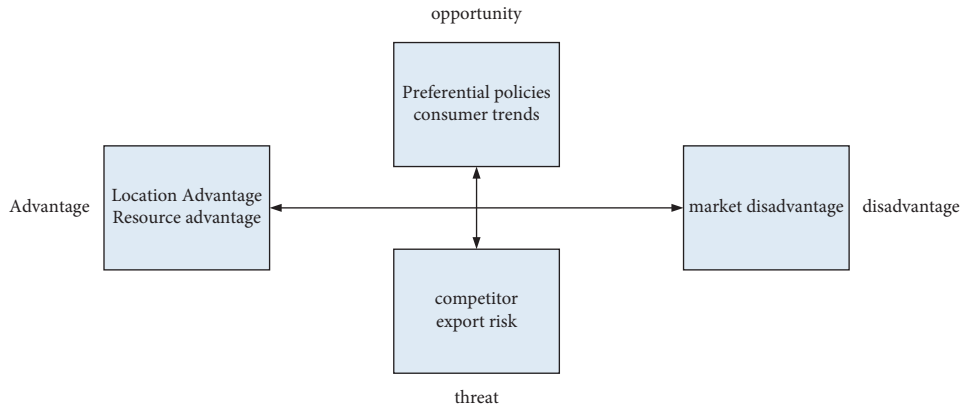 opportunity
Preferential policies
consumer trends
Advantage
Location Advantage
Resource advantage
market disadvantage
disadvantage
competitor
export risk
threat